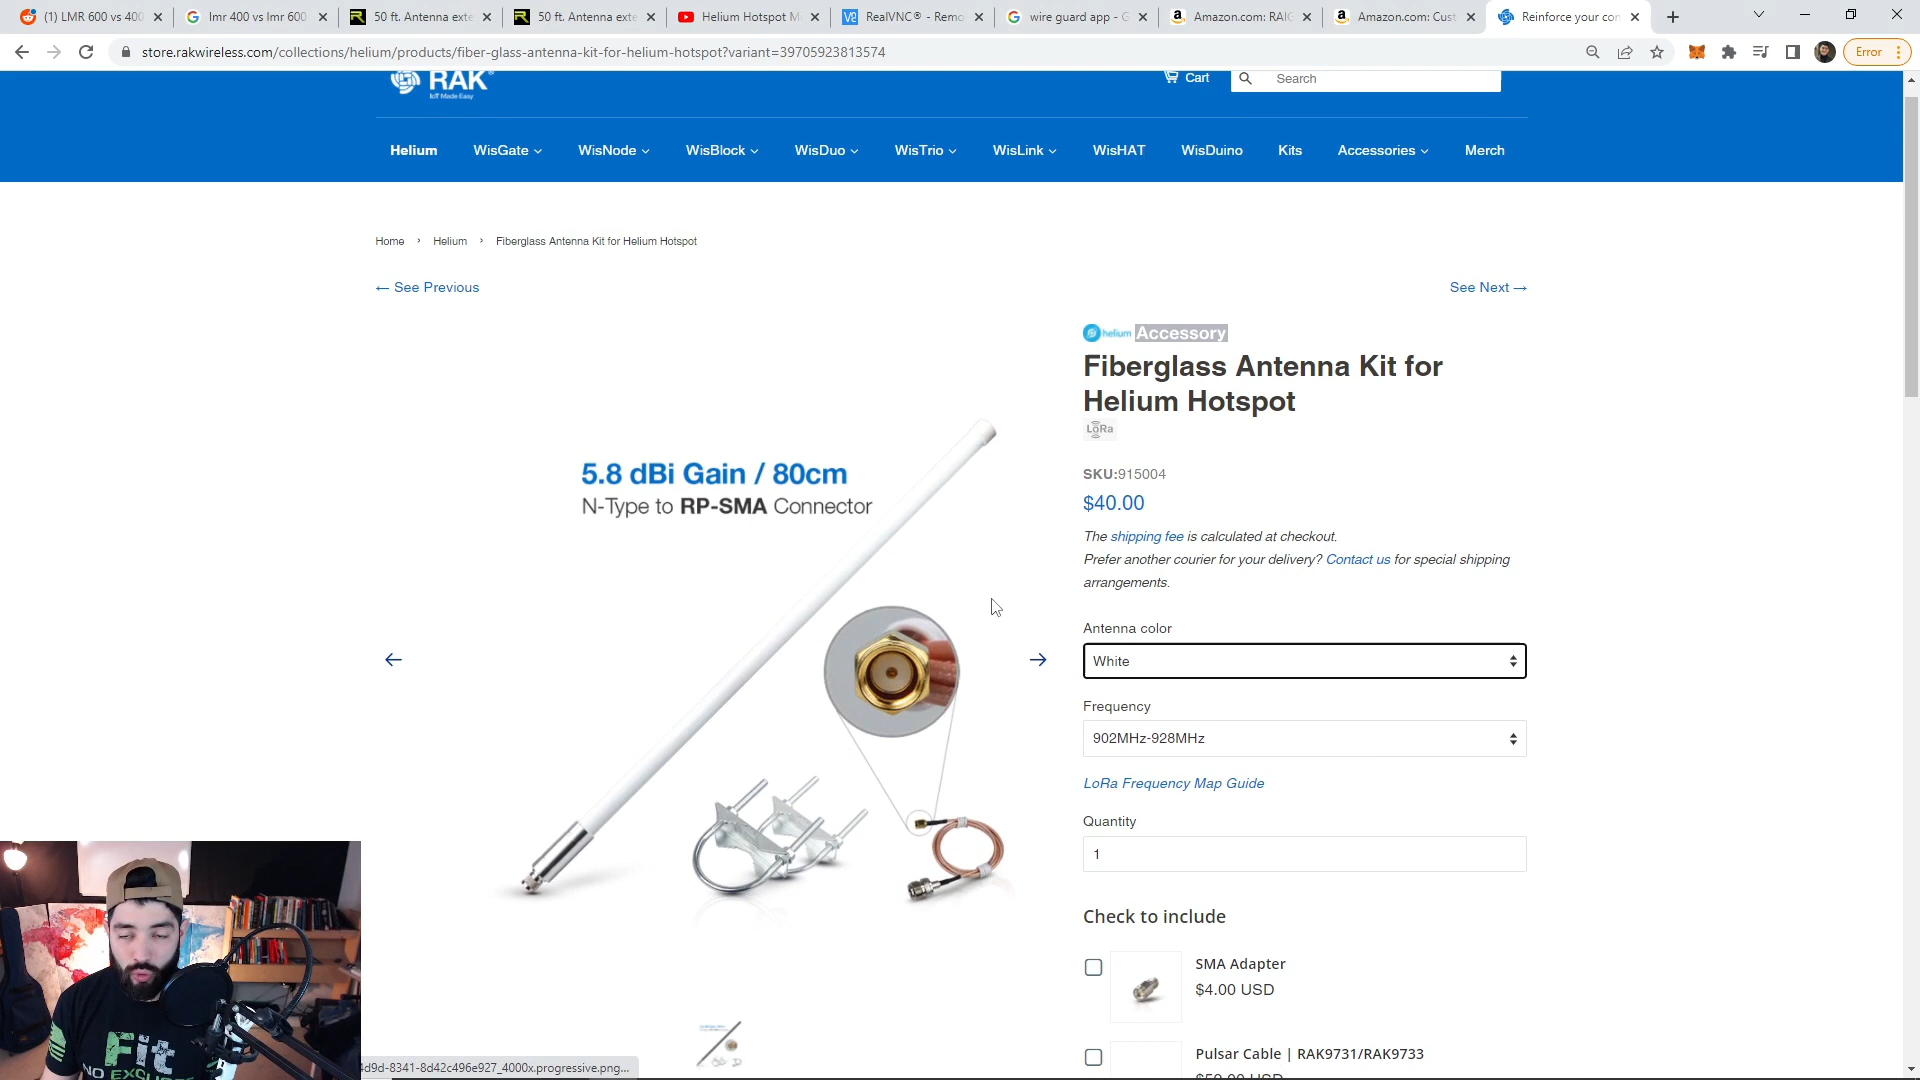 (1) LMR 600 vs 400
lmr 400 vs lmr 600
50 ft. Antenna exte
50 ft. Antenna exte
Helium Hotspot M
RealVNC® - Remo
wire guard app - G
Amazon.com: RAK
Amazon.com: Cust
Reinforce your con
store.rakwireless.com/collections/helium/products/fiber-glass-antenna-kit-for-helium-hotspot?variant=39705923813574
Error
RAK®
IoT Made Easy
Cart
Search
Helium
WisGate
WisNode
WisBlock
WisDuo
WisTrio
WisLink
WisHAT
WisDuino
Kits
Accessories
Merch
Home › Helium › Fiberglass Antenna Kit for Helium Hotspot
← See Previous
See Next →
helium Accessory
Fiberglass Antenna Kit for
Helium Hotspot
LoRa
SKU:915004
$40.00
The shipping fee is calculated at checkout.
Prefer another courier for your delivery? Contact us for special shipping
arrangements.
5.8 dBi Gain / 80cm
N-Type to RP-SMA Connector
Antenna color
White
Frequency
902MHz-928MHz
LoRa Frequency Map Guide
Quantity
1
Check to include
SMA Adapter
$4.00 USD
Pulsar Cable | RAK9731/RAK9733
Fit
NO EXCUSES
4d9d-8341-8d42c496e927_4000x.progressive.png...